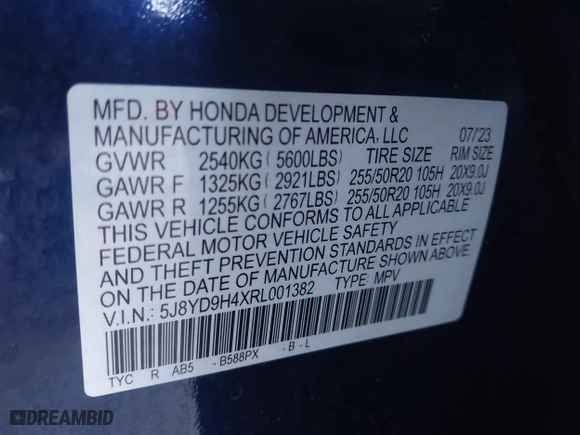 MFD. BY HONDA DEVELOPMENT &
MANUFACTURING OF AMERICA, LLC 07/'23
GVWR 2540KG ( 5600LBS) TIRE SIZE RIM SIZE
GAWR F 1325KG ( 2921LBS) 255/50R20 105H 20X9.0J
GAWR R 1255KG ( 2767LBS) 255/50R20 105H 20X9.0J
THIS VEHICLE CONFORMS TO ALL APPLICABLE
FEDERAL MOTOR VEHICLE SAFETY
AND THEFT PREVENTION STANDARDS IN EFFECT
ON THE DATE OF MANUFACTURE SHOWN ABOVE.
V.I.N.: 5J8YD9H4XRL001382 TYPE: MPV
TYC R AB5 -B588PX -B-L
DREAMBID